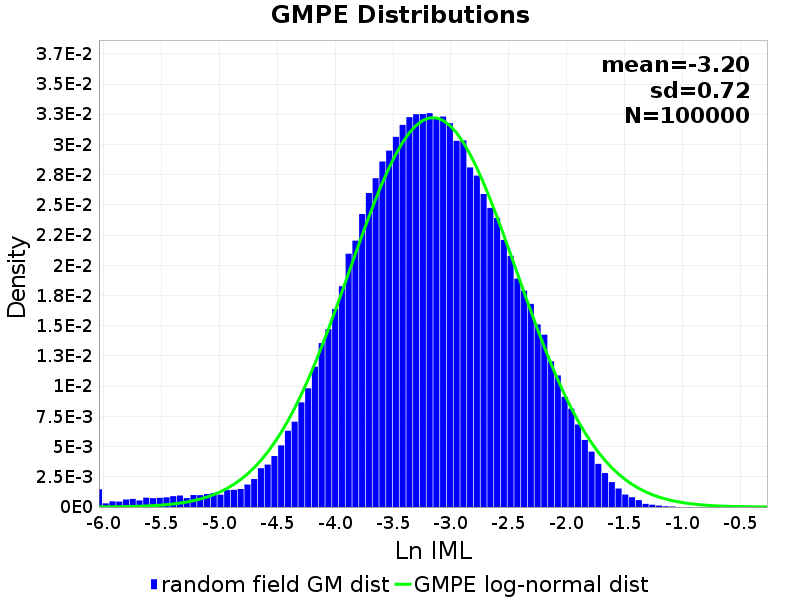 GMPE Distributions
mean=-3.20
sd=0.72
N=100000
3.7E-2
3.5E-2
3.3E-2
3E-2
2.8E-2
2.5E-2
2.2E-2
2E-2
1.8E-2
1.5E-2
1.3E-2
1E-2
7.5E-3
5E-3
2.5E-3
0E0
Density
-6.0 -5.5 -5.0 -4.5 -4.0 -3.5 -3.0 -2.5 -2.0 -1.5 -1.0 -0.5
Ln IML
random field GM dist GMPE log-normal dist